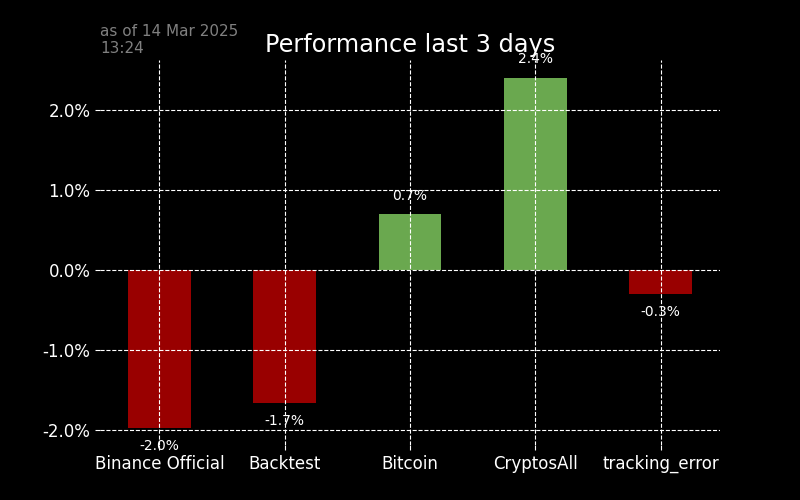 as of 14 Mar 2025
13:24
Performance last 3 days
2.4%
2.0%
1.0%
0.7%
0.0%
-0.3%
-1.0%
-1.7%
-2.0%
-2.0%
Binance Official
Backtest
Bitcoin
CryptosAll
tracking_error